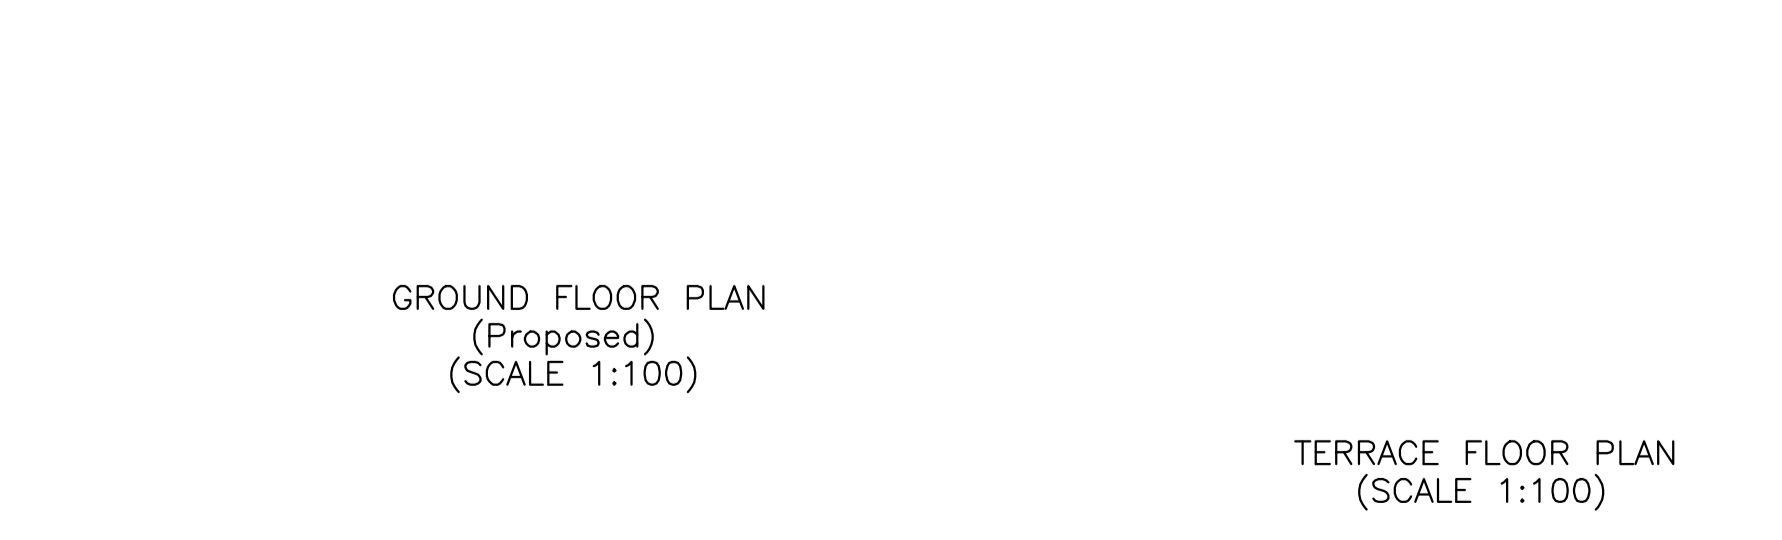 GROUND FLOOR PLAN
(Proposed)
(SCALE 1:100)
TERRACE FLOOR PLAN
(SCALE 1:100)